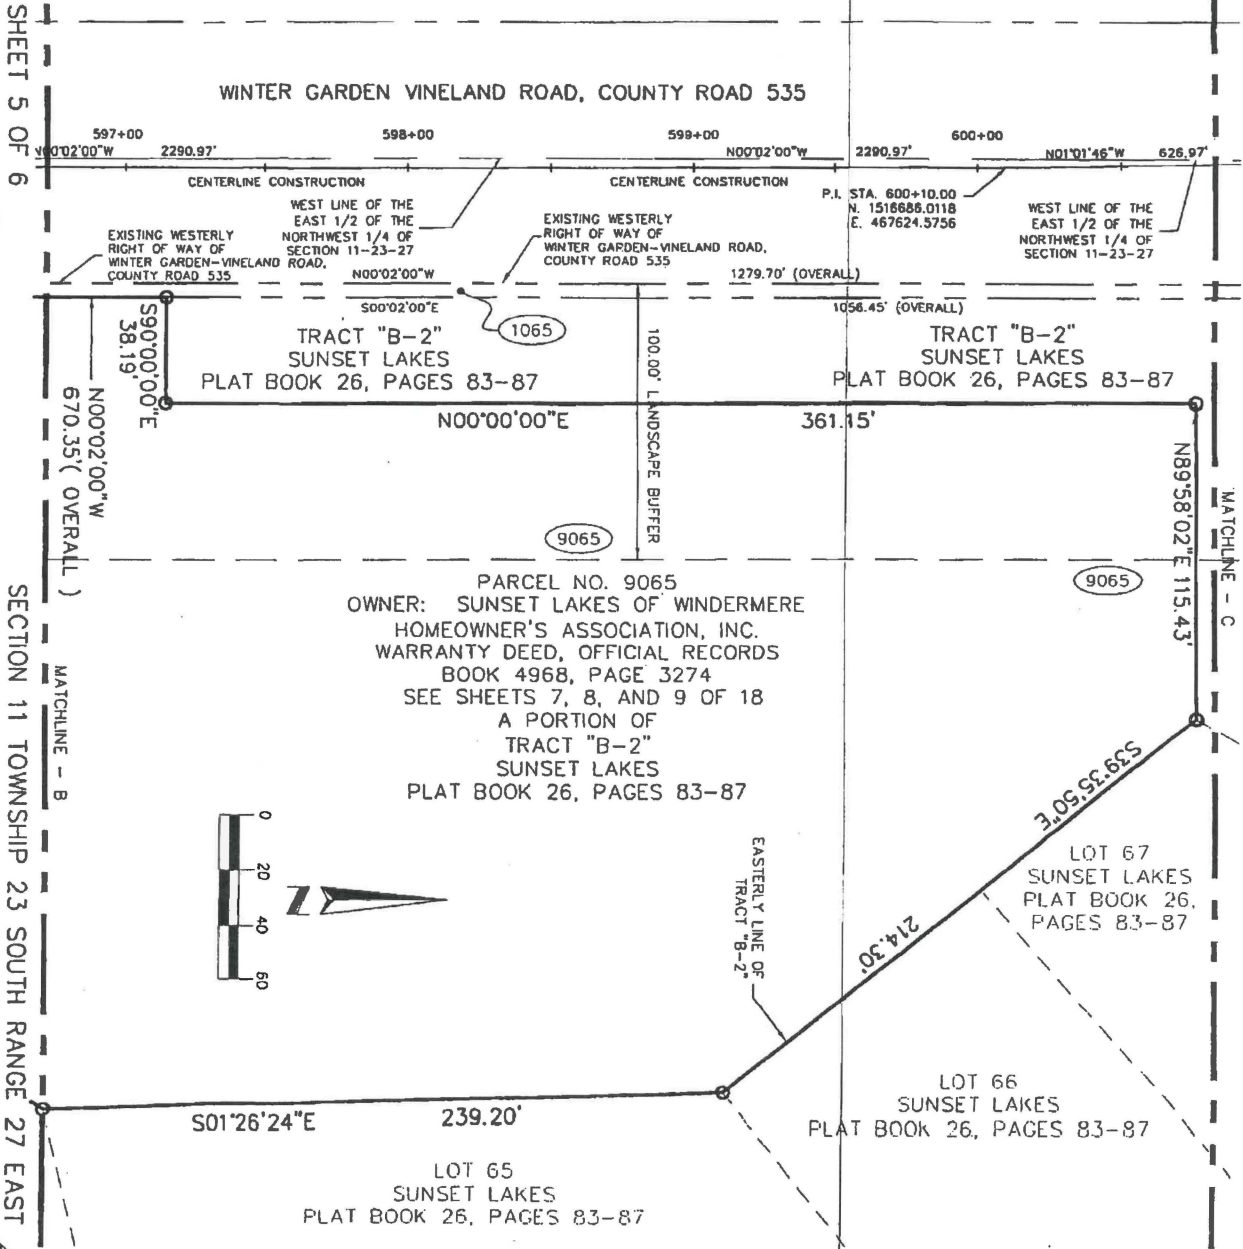 SHEET 5 OF 6
WINTER GARDEN VINELAND ROAD, COUNTY ROAD 535
597+00
598+00
599+00
600+00
N00°02'00"W
2290.97'
N00°02'00"W
2290.97'
N01°01'46"W
626.97'
CENTERLINE CONSTRUCTION
CENTERLINE CONSTRUCTION
P.I. STA. 600+10.00
N. 1516686.0118
E. 467624.5756
WEST LINE OF THE
EAST 1/2 OF THE
NORTHWEST 1/4 OF
SECTION 11-23-27
WEST LINE OF THE
EAST 1/2 OF THE
NORTHWEST 1/4 OF
SECTION 11-23-27
EXISTING WESTERLY
RIGHT OF WAY OF
WINTER GARDEN-VINELAND ROAD,
COUNTY ROAD 535
EXISTING WESTERLY
RIGHT OF WAY OF
WINTER GARDEN-VINELAND ROAD,
COUNTY ROAD 535
N00°02'00"W
1279.70' (OVERALL)
S00°02'00"E
1056.45' (OVERALL)
1065
TRACT "B-2"
SUNSET LAKES
PLAT BOOK 26, PAGES 83-87
TRACT "B-2"
SUNSET LAKES
PLAT BOOK 26, PAGES 83-87
S90°00'00"E
38.19'
N00°02'00"W
670.35'( OVERALL )
N00°00'00"E
361.15'
100.00' LANDSCAPE BUFFER
N89°58'02"E 115.43'
MATCHLINE - C
9065
9065
PARCEL NO. 9065
OWNER: SUNSET LAKES OF WINDERMERE
HOMEOWNER'S ASSOCIATION, INC.
WARRANTY DEED, OFFICIAL RECORDS
BOOK 4968, PAGE 3274
SEE SHEETS 7, 8, AND 9 OF 18
A PORTION OF
TRACT "B-2"
SUNSET LAKES
PLAT BOOK 26, PAGES 83-87
MATCHLINE - B
SECTION 11 TOWNSHIP 23 SOUTH RANGE 27 EAST
0
20
40
60
N
S39°35'50"E
214.30'
EASTERLY LINE OF
TRACT "B-2"
LOT 67
SUNSET LAKES
PLAT BOOK 26,
PAGES 83-87
LOT 66
SUNSET LAKES
PLAT BOOK 26, PAGES 83-87
S01°26'24"E
239.20'
LOT 65
SUNSET LAKES
PLAT BOOK 26, PAGES 83-87